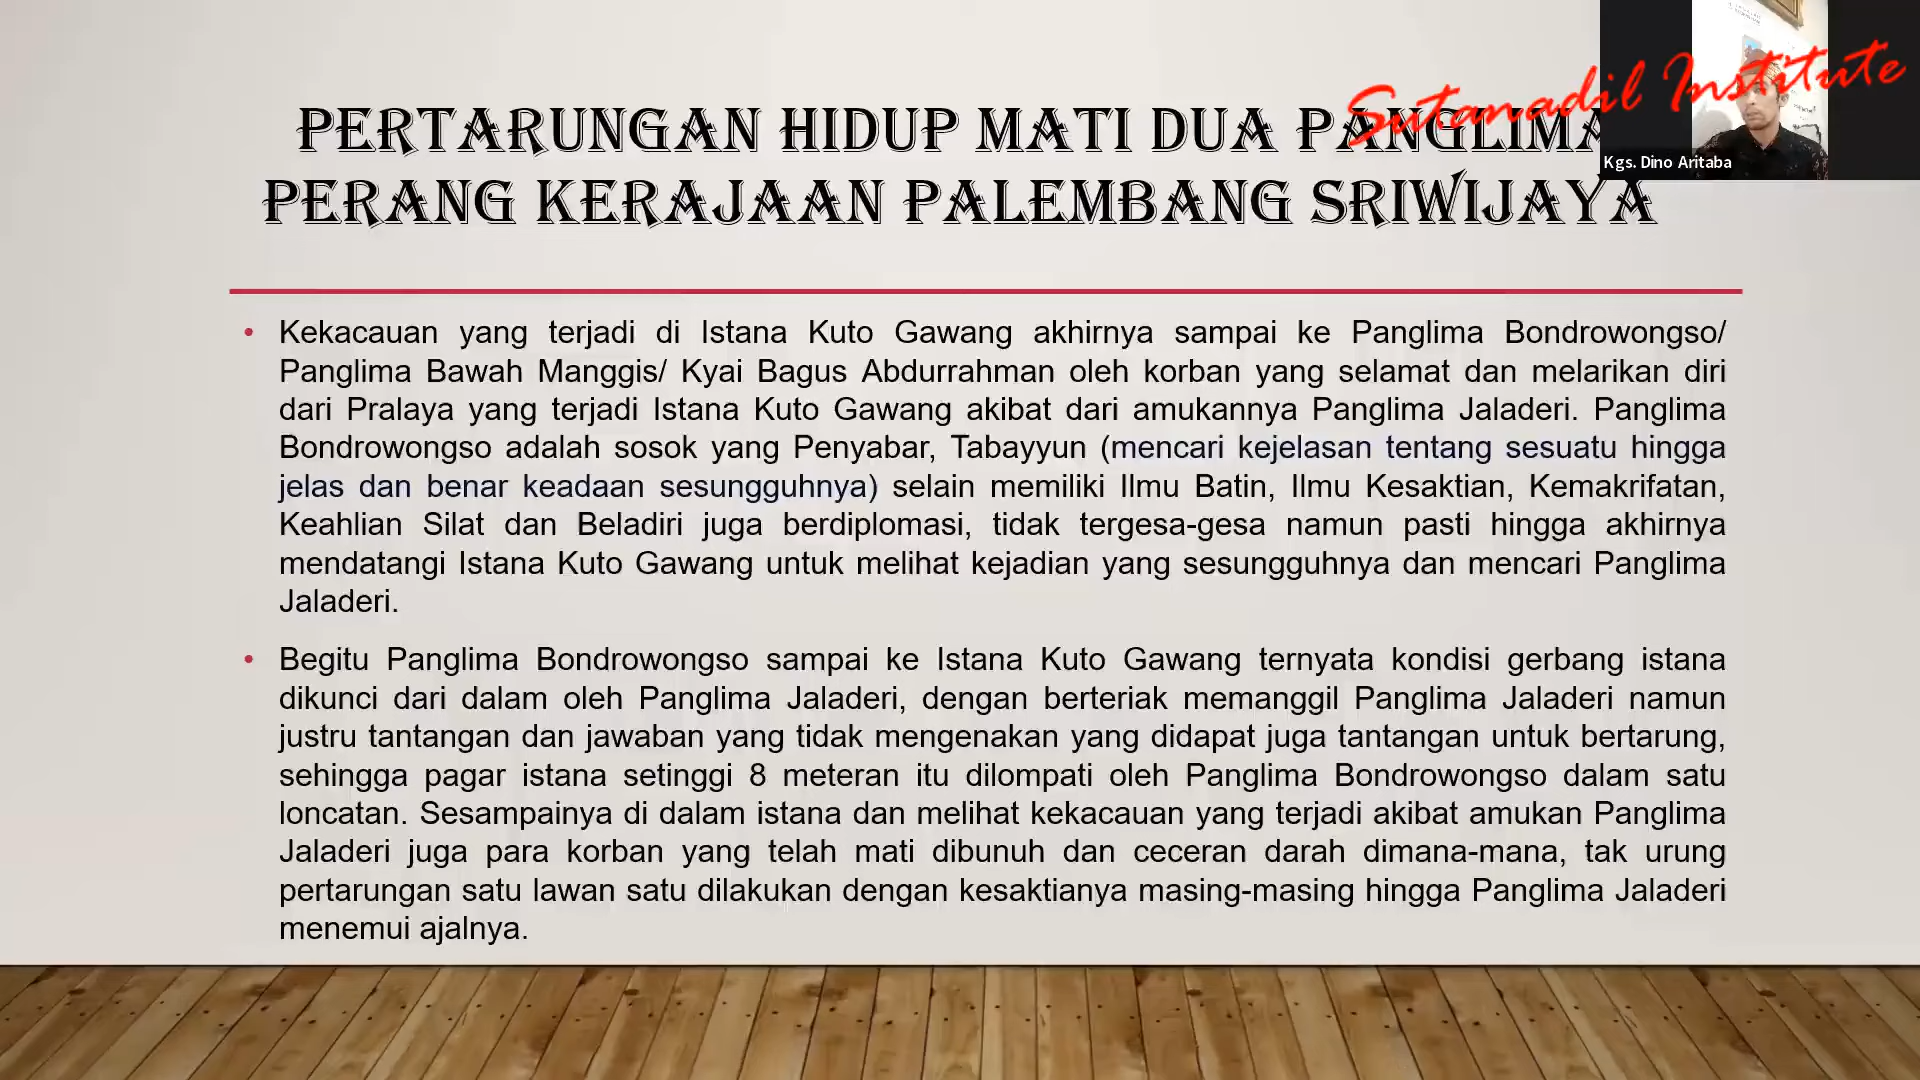 Sutanadil Institute
PERTARUNGAN HIDUP MATI DUA PANGLIMA
PERANG KERAJAAN PALEMBANG SRIWIJAYA
Kgs. Dino Aritaba
• Kekacauan yang terjadi di Istana Kuto Gawang akhirnya sampai ke Panglima Bondrowongso/
Panglima Bawah Manggis/ Kyai Bagus Abdurrahman oleh korban yang selamat dan melarikan diri
dari Pralaya yang terjadi Istana Kuto Gawang akibat dari amukannya Panglima Jaladeri. Panglima
Bondrowongso adalah sosok yang Penyabar, Tabayyun (mencari kejelasan tentang sesuatu hingga
jelas dan benar keadaan sesungguhnya) selain memiliki Ilmu Batin, Ilmu Kesaktian, Kemakrifatan,
Keahlian Silat dan Beladiri juga berdiplomasi, tidak tergesa-gesa namun pasti hingga akhirnya
mendatangi Istana Kuto Gawang untuk melihat kejadian yang sesungguhnya dan mencari Panglima
Jaladeri.
• Begitu Panglima Bondrowongso sampai ke Istana Kuto Gawang ternyata kondisi gerbang istana
dikunci dari dalam oleh Panglima Jaladeri, dengan berteriak memanggil Panglima Jaladeri namun
justru tantangan dan jawaban yang tidak mengenakan yang didapat juga tantangan untuk bertarung,
sehingga pagar istana setinggi 8 meteran itu dilompati oleh Panglima Bondrowongso dalam satu
loncatan. Sesampainya di dalam istana dan melihat kekacauan yang terjadi akibat amukan Panglima
Jaladeri juga para korban yang telah mati dibunuh dan ceceran darah dimana-mana, tak urung
pertarungan satu lawan satu dilakukan dengan kesaktianya masing-masing hingga Panglima Jaladeri
menemui ajalnya.